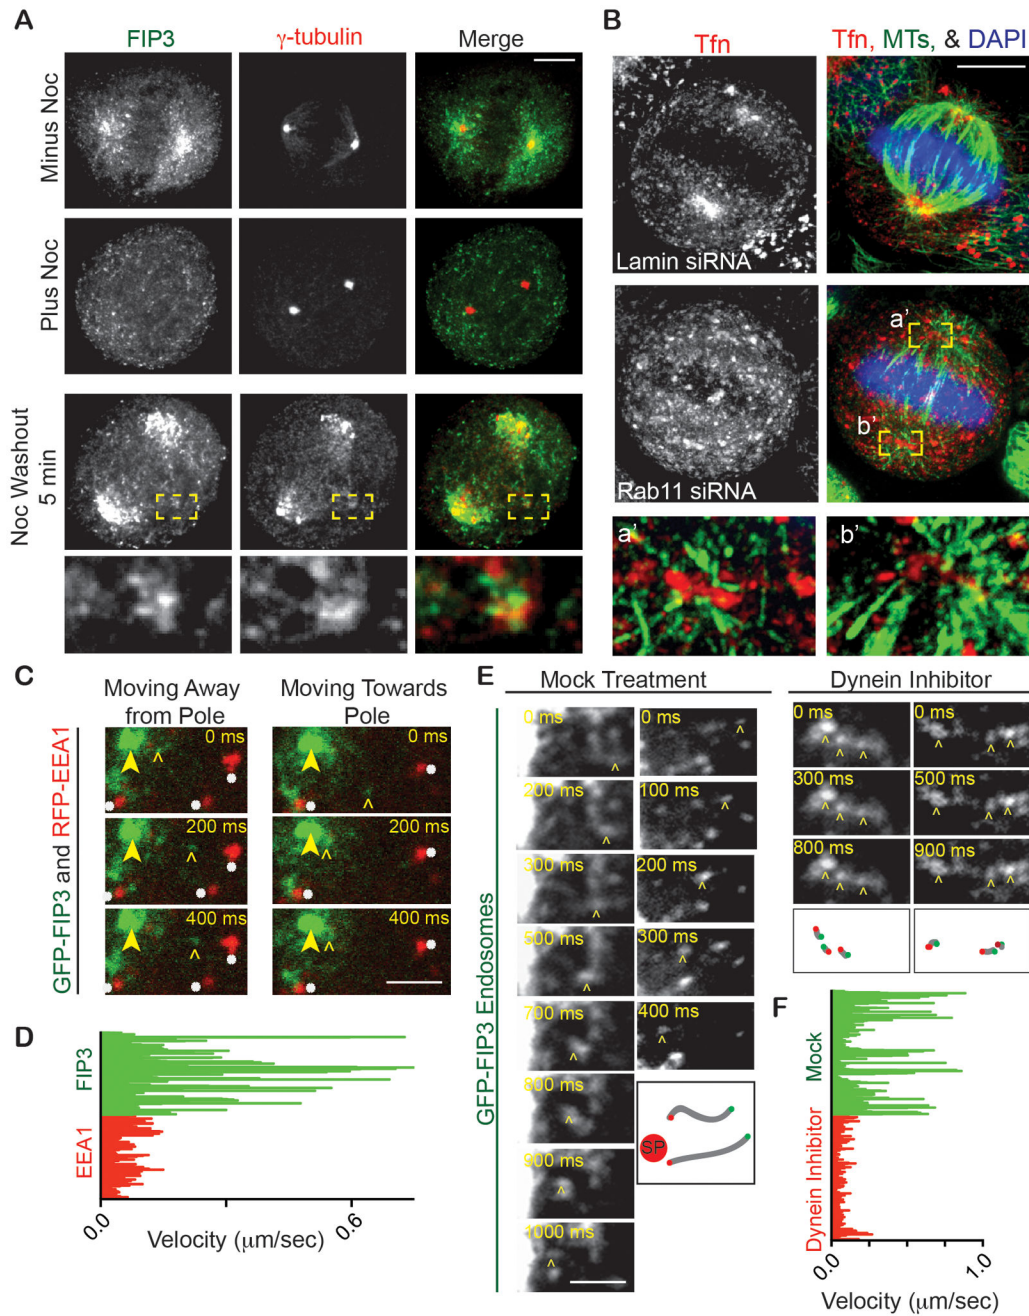 A
FIP3
γ-tubulin
Merge
Minus Noc
Plus Noc
Noc Washout
5 min
B
Tfn
Tfn, MTs, & DAPI
Lamin siRNA
Rab11 siRNA
a’
b’
a’
b’
C
Moving Away
from Pole
Moving Towards
Pole
GFP-FIP3 and RFP-EEA1
0 ms
0 ms
200 ms
200 ms
400 ms
400 ms
D
FIP3
EEA1
0.0
0.6
Velocity (μm/sec)
E
Mock Treatment
Dynein Inhibitor
GFP-FIP3 Endosomes
0 ms
200 ms
300 ms
500 ms
700 ms
800 ms
900 ms
1000 ms
0 ms
100 ms
200 ms
300 ms
400 ms
SP
0 ms
300 ms
800 ms
0 ms
500 ms
900 ms
F
Mock
Dynein Inhibitor
0.0
1.0
Velocity (μm/sec)